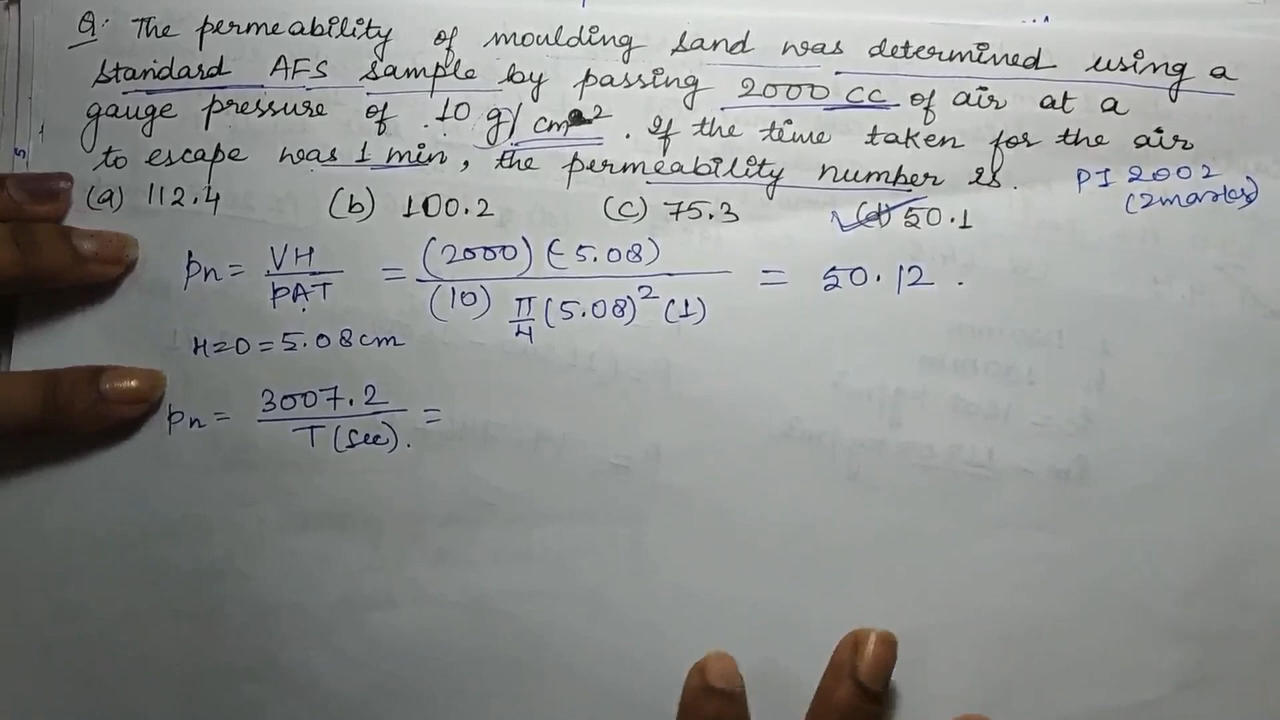 Q: The permeability of moulding sand was determined using a
standard AFS sample by passing 2000 cc of air at a
gauge pressure of 10 g/cm². If the time taken for the air
to escape was 1 min, the permeability number is.
PI 2002
(2 marks)
(a) 112.4 (b) 100.2 (c) 75.3 (d) 50.1
Pn = VH/PAT = (2000)(5.08)/(10) π/4 (5.08)² (1) = 50.12.
H=D=5.08cm
Pn = 3007.2/T(sec). =